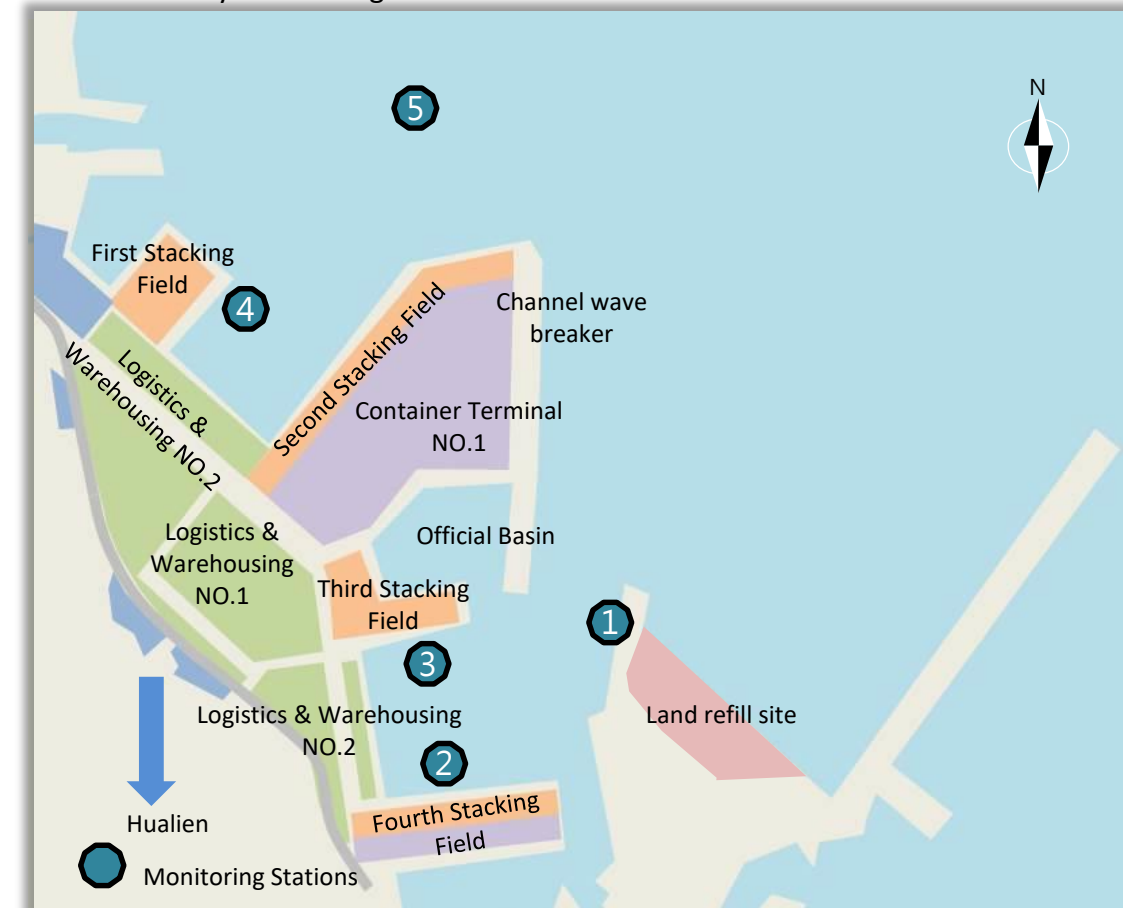 5
N
First Stacking
Field
4
Channel wave
breaker
Second Stacking Field
Logistics &
Warehousing NO.2
Container Terminal
NO.1
Logistics &
Warehousing
NO.1
Official Basin
Third Stacking
Field
1
3
Logistics & Warehousing
NO.2
Land refill site
2
Fourth Stacking
Field
Hualien
Monitoring Stations